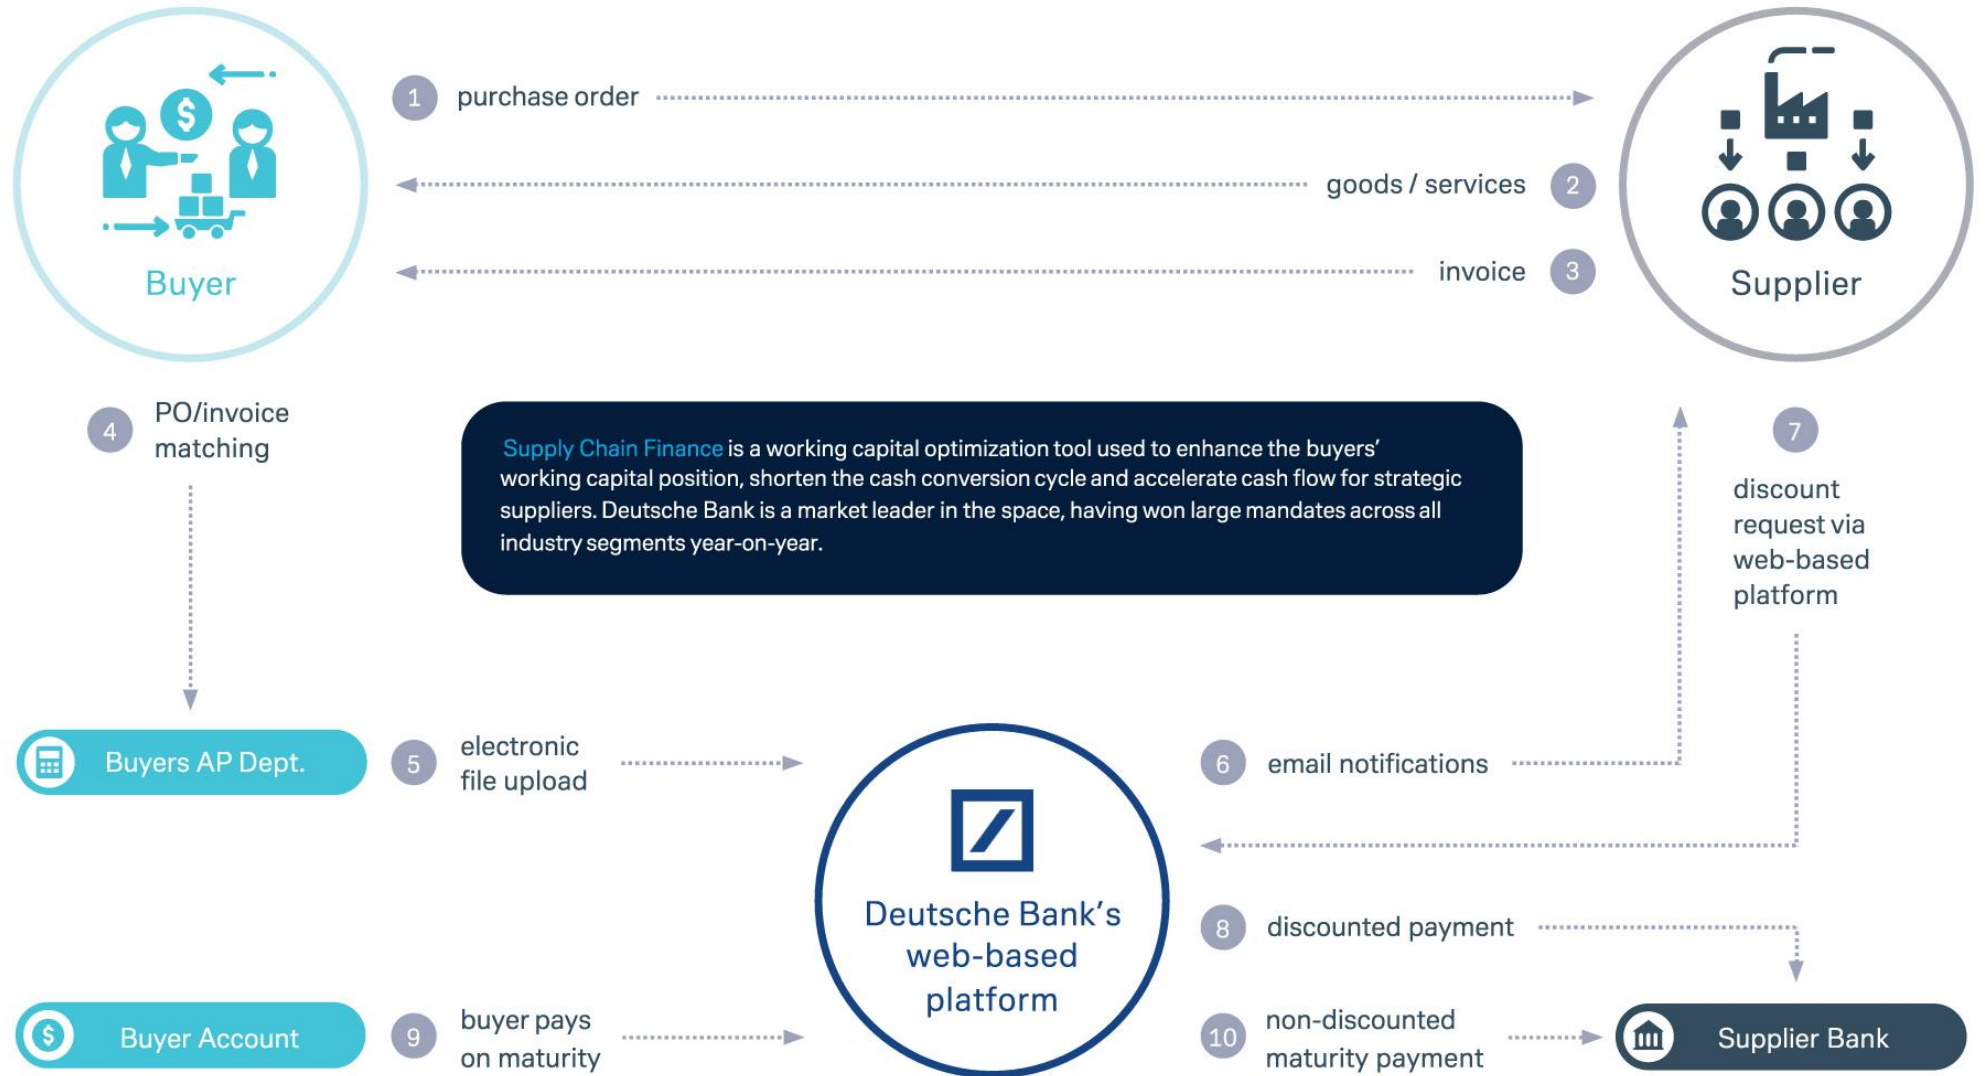 1 purchase order
goods / services 2
invoice 3
Buyer
Supplier
4
PO/invoice
matching
Supply Chain Finance is a working capital optimization tool used to enhance the buyers'
working capital position, shorten the cash conversion cycle and accelerate cash flow for strategic
suppliers. Deutsche Bank is a market leader in the space, having won large mandates across all
industry segments year-on-year.
7
discount
request via
web-based
platform
Buyers AP Dept.
5
electronic
file upload
6 email notifications
Deutsche Bank's
web-based
platform
8 discounted payment
Buyer Account
9
buyer pays
on maturity
10
non-discounted
maturity payment
Supplier Bank